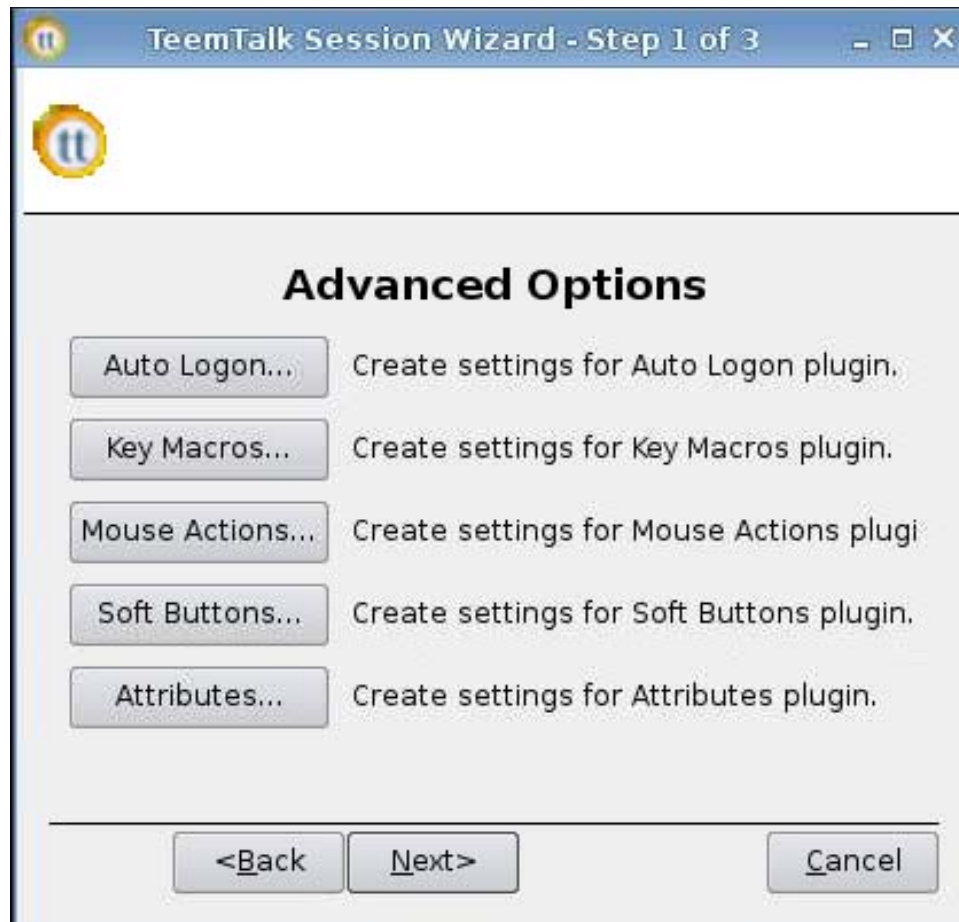 tt TeemTalk Session Wizard - Step 1 of 3
tt
Advanced Options
Auto Logon... Create settings for Auto Logon plugin.
Key Macros... Create settings for Key Macros plugin.
Mouse Actions... Create settings for Mouse Actions plugi
Soft Buttons... Create settings for Soft Buttons plugin.
Attributes... Create settings for Attributes plugin.
<Back Next> Cancel